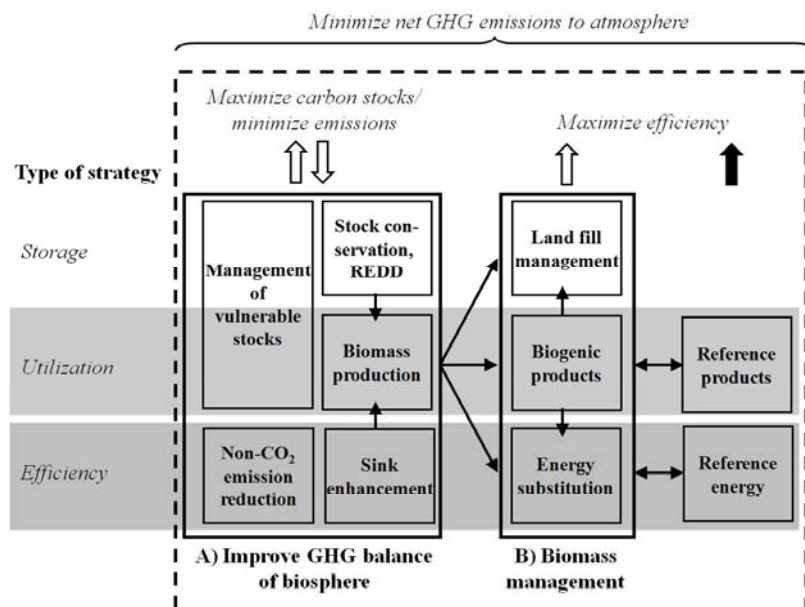 Minimize net GHG emissions to atmosphere
Maximize carbon stocks/
minimize emissions
Maximize efficiency
Type of strategy
Storage
Management
of
vulnerable
stocks
Stock con-
servation,
REDD
Land fill
management
Utilization
Biomass
production
Biogenic
products
Reference
products
Efficiency
Non-CO₂
emission
reduction
Sink
enhancement
Energy
substitution
Reference
energy
A) Improve GHG balance
of biosphere
B) Biomass
management